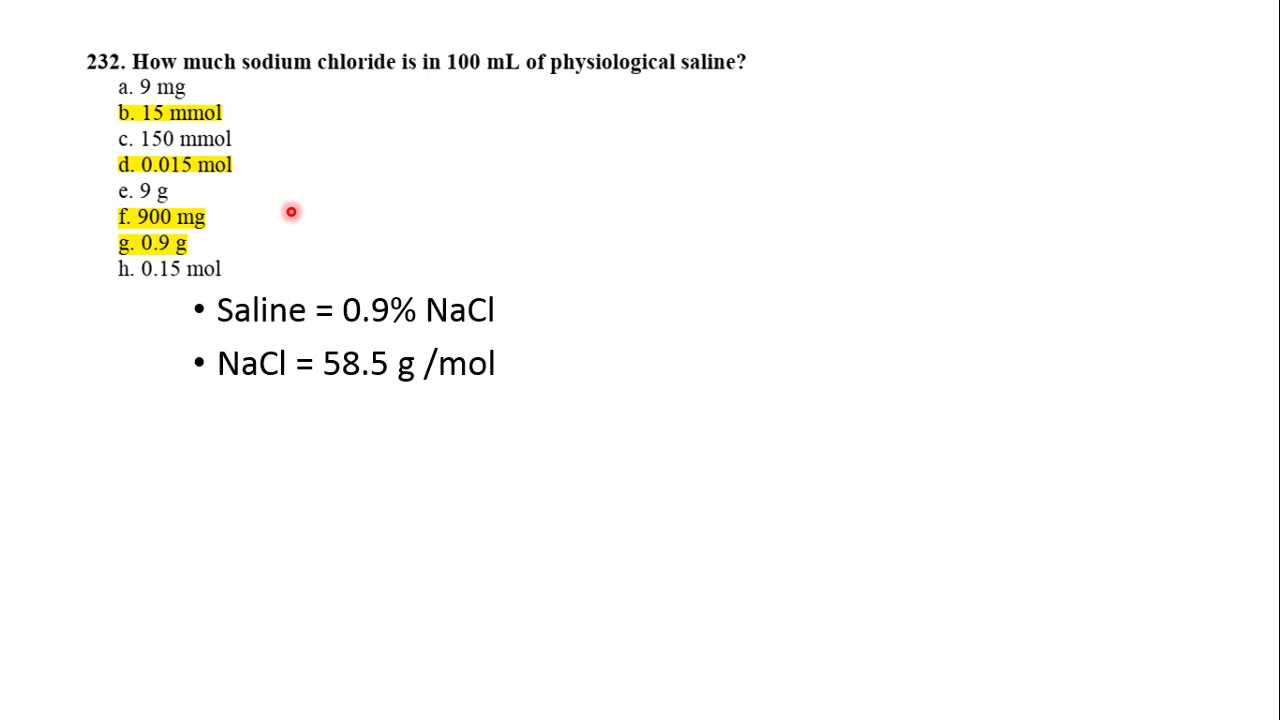 232. How much sodium chloride is in 100 mL of physiological saline?
a. 9 mg
b. 15 mmol
c. 150 mmol
d. 0.015 mol
e. 9 g
f. 900 mg
g. 0.9 g
h. 0.15 mol
• Saline = 0.9% NaCl
• NaCl = 58.5 g /mol